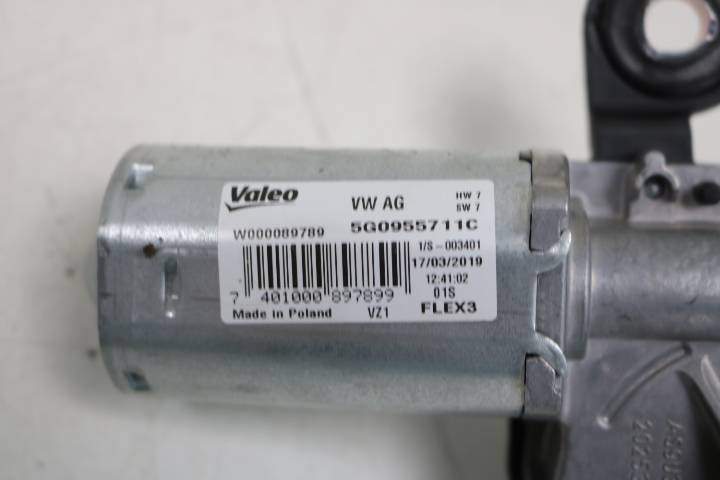 Valeo VW AG HW 7
SW 7
W000089789 5G0955711C
1/S - 003401
17/03/2019
12:41:02
7 401000 897899 01S
Made in Poland VZ1 FLEX3